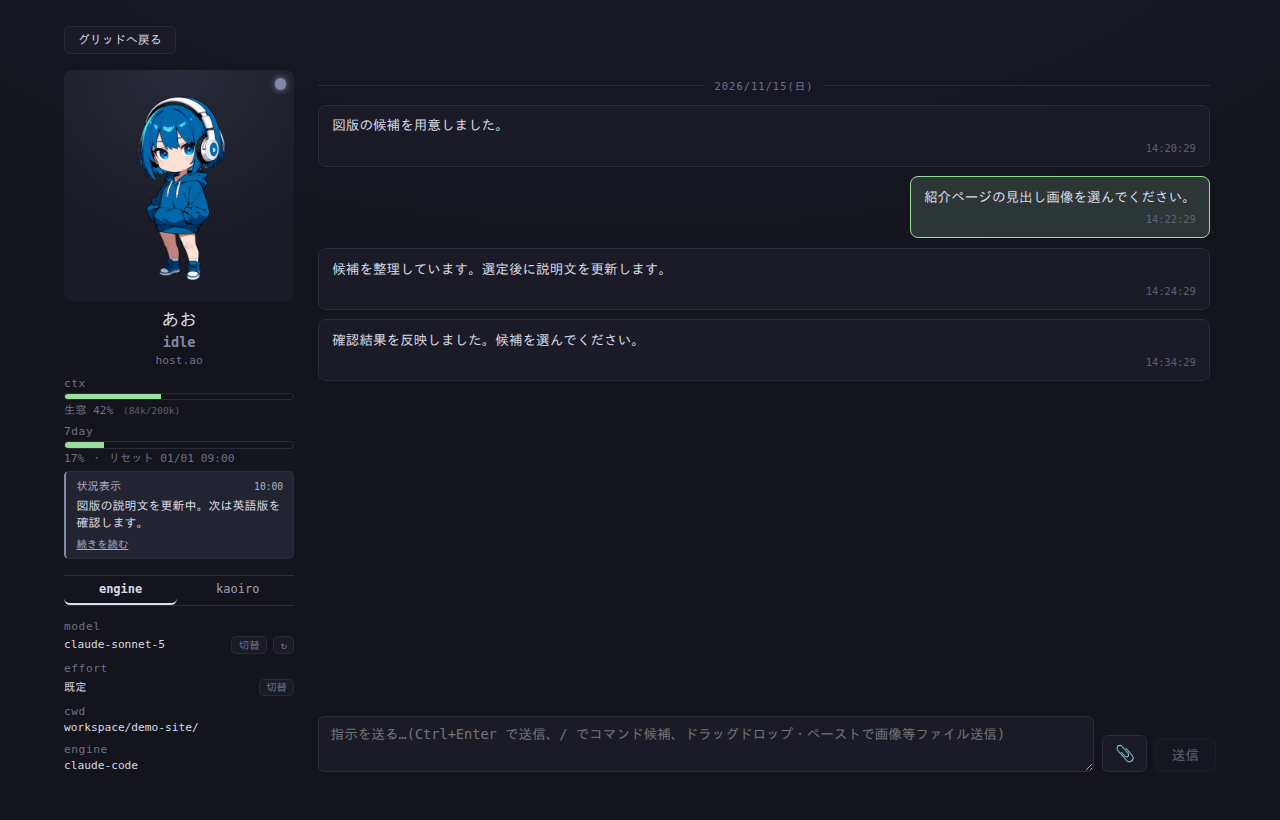 グリッドへ戻る
あお
idle
host.ao
ctx
生窓 42% (84k/200k)
7day
17% · リセット 01/01 09:00
状況表示 10:00
図版の説明文を更新中。次は英語版を
確認します。
続きを読む
engine kaoiro
model
claude-sonnet-5 切替 ↻
effort
既定 切替
cwd
workspace/demo-site/
engine
claude-code
2026/11/15(日)
図版の候補を用意しました。
14:20:29
紹介ページの見出し画像を選んでください。
14:22:29
候補を整理しています。選定後に説明文を更新します。
14:24:29
確認結果を反映しました。候補を選んでください。
14:34:29
指示を送る…(Ctrl+Enter で送信、/ でコマンド候補、ドラッグドロップ・ペーストで画像等ファイル送信)
送信